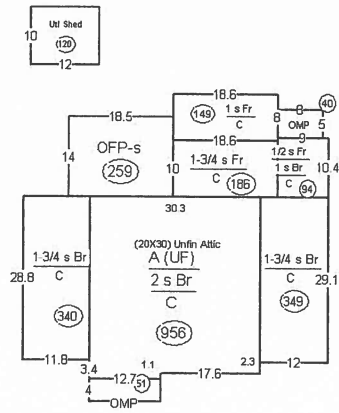 Utl Shed
10
(120)
12
18.6
8
(40)
18.5
(149)
1 s Fr
C
8
OMP
5
18.6
9
OFP-s
14
(259)
10
1-3/4 s Fr
C
(186)
1/2 s Fr
1 s Br
C
(94)
10.4
30.3
(20X30) Unfin Attic
1-3/4 s Br
C
A (UF)
2 s Br
C
1-3/4 s Br
C
28.8
29.1
(340)
(349)
(956)
11.8
3.4
12.7
(51)
1.1
17.6
2.3
12
4
OMP